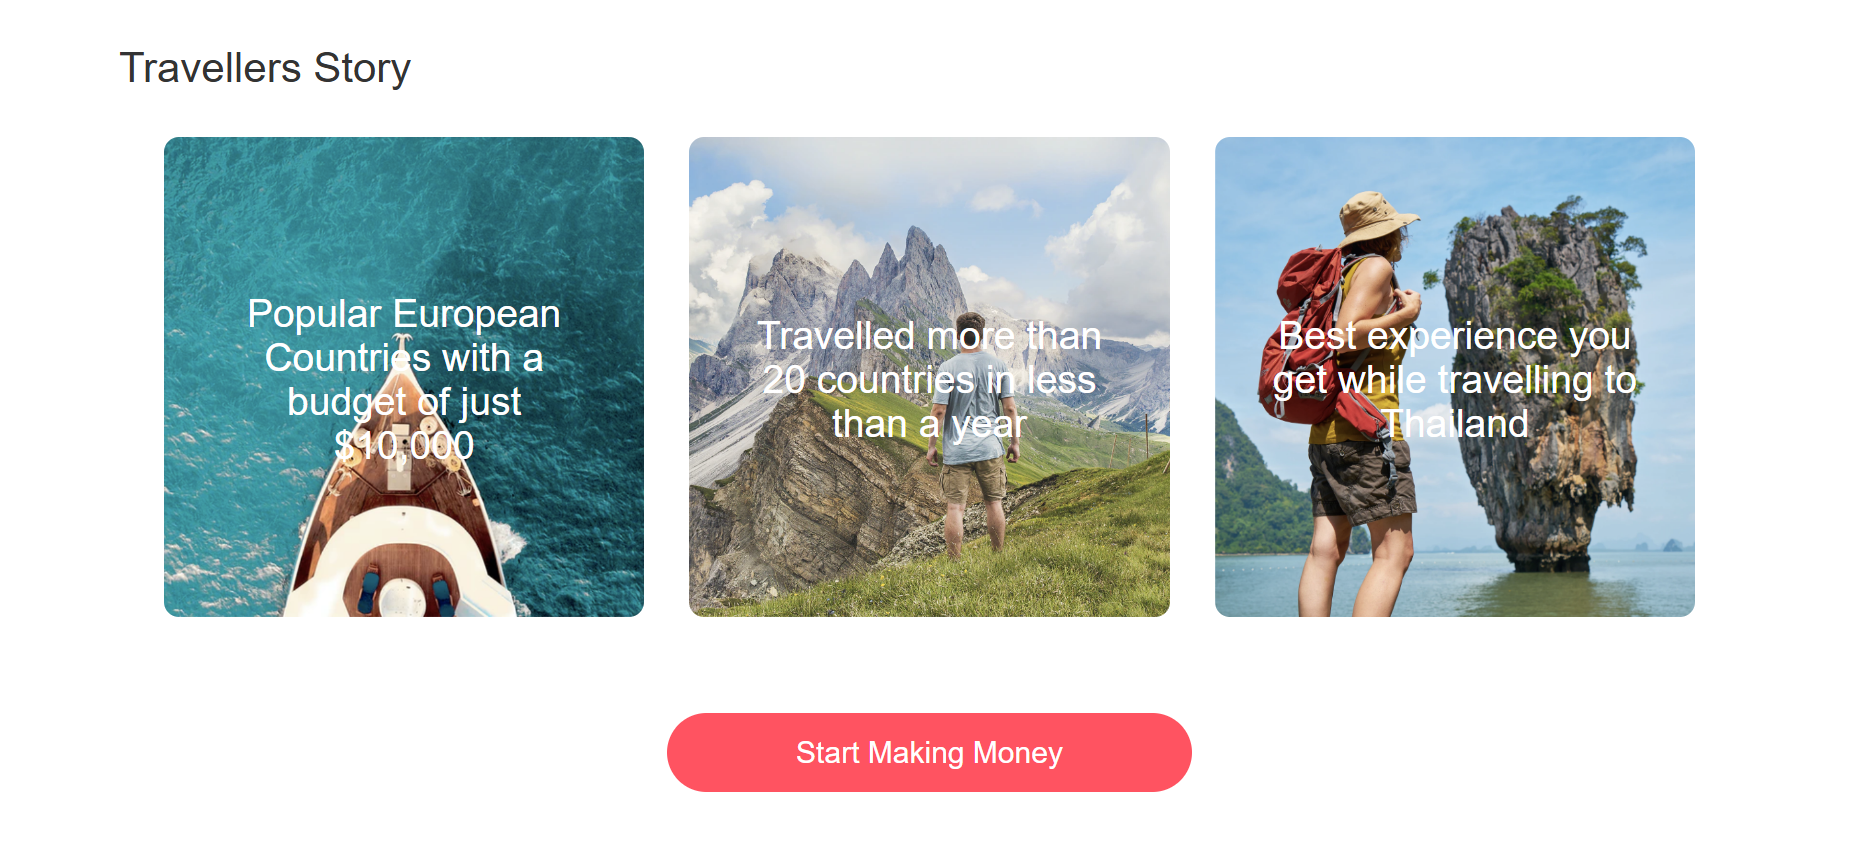 Travellers Story
Popular European
Countries with a
budget of just
$10,000
Travelled more than
20 countries in less
than a year
Best experience you
get while travelling to
Thailand
Start Making Money